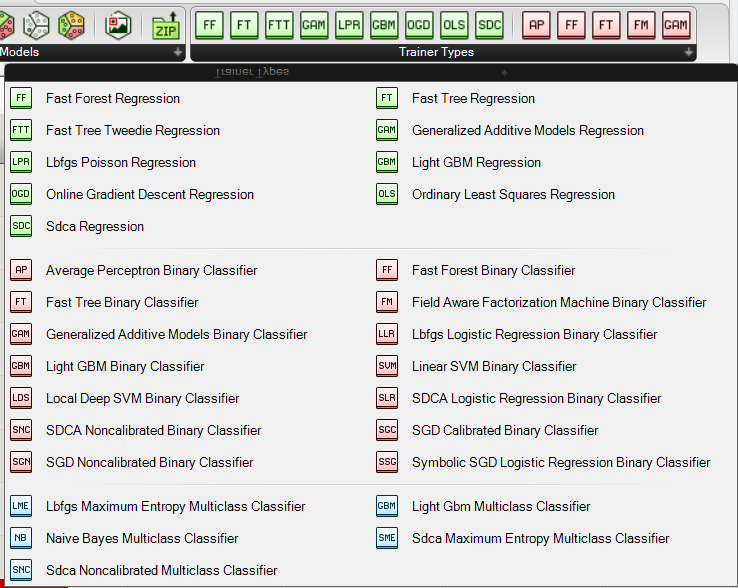 ZIP FF FT FTT GAM LPR GBM OGD OLS SDC AP FF FT FM GAM
Models Trainer Types
Trainer Types
FF Fast Forest Regression FT Fast Tree Regression
FTT Fast Tree Tweedie Regression GAM Generalized Additive Models Regression
LPR Lbfgs Poisson Regression GBM Light GBM Regression
OGD Online Gradient Descent Regression OLS Ordinary Least Squares Regression
SDC Sdca Regression
AP Average Perceptron Binary Classifier FF Fast Forest Binary Classifier
FT Fast Tree Binary Classifier FM Field Aware Factorization Machine Binary Classifier
GAM Generalized Additive Models Binary Classifier LLR Lbfgs Logistic Regression Binary Classifier
GBM Light GBM Binary Classifier SVM Linear SVM Binary Classifier
LDS Local Deep SVM Binary Classifier SLR SDCA Logistic Regression Binary Classifier
SNC SDCA Noncalibrated Binary Classifier SGC SGD Calibrated Binary Classifier
SGN SGD Noncalibrated Binary Classifier SSG Symbolic SGD Logistic Regression Binary Classifier
LME Lbfgs Maximum Entropy Multiclass Classifier GBM Light Gbm Multiclass Classifier
NB Naive Bayes Multiclass Classifier SME Sdca Maximum Entropy Multiclass Classifier
SNC Sdca Noncalibrated Multiclass Classifier